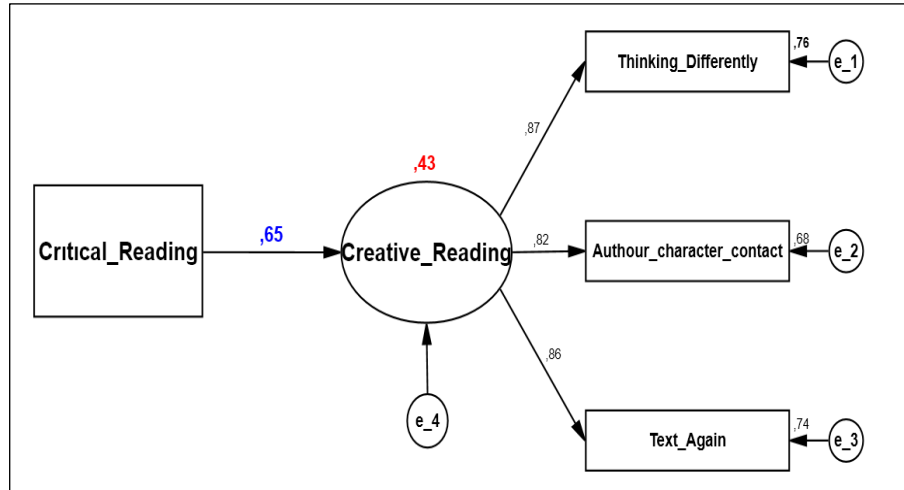 ,76
Thinking_Differently
e_1
,87
,43
Crıtical_Reading
,65
Creative_Reading
,82
Authour_character_contact
,68
e_2
,86
e_4
Text_Again
,74
e_3